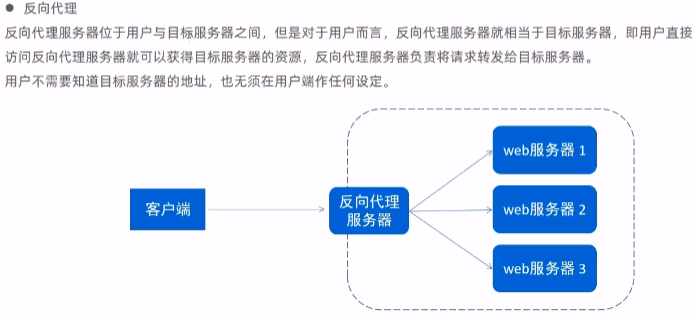 ● 反向代理
反向代理服务器位于用户与目标服务器之间，但是对于用户而言，反向代理服务器就相当于目标服务器，即用户直接
访问反向代理服务器就可以获得目标服务器的资源，反向代理服务器负责将请求转发给目标服务器。
用户不需要知道目标服务器的地址，也无须在用户端作任何设定。
客户端
反向代理
服务器
web服务器 1
web服务器 2
web服务器 3